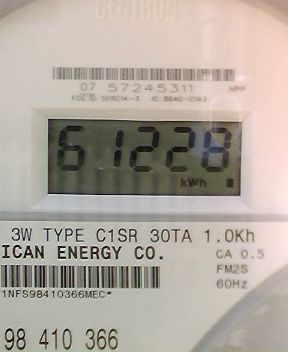 CENTRON
07 57245311
61228
kWh
3W TYPE C1SR 30TA 1.0Kh
ICAN ENERGY CO.
CA 0.5
FM2S
60Hz
1NFS98410366MEC*
98 410 366